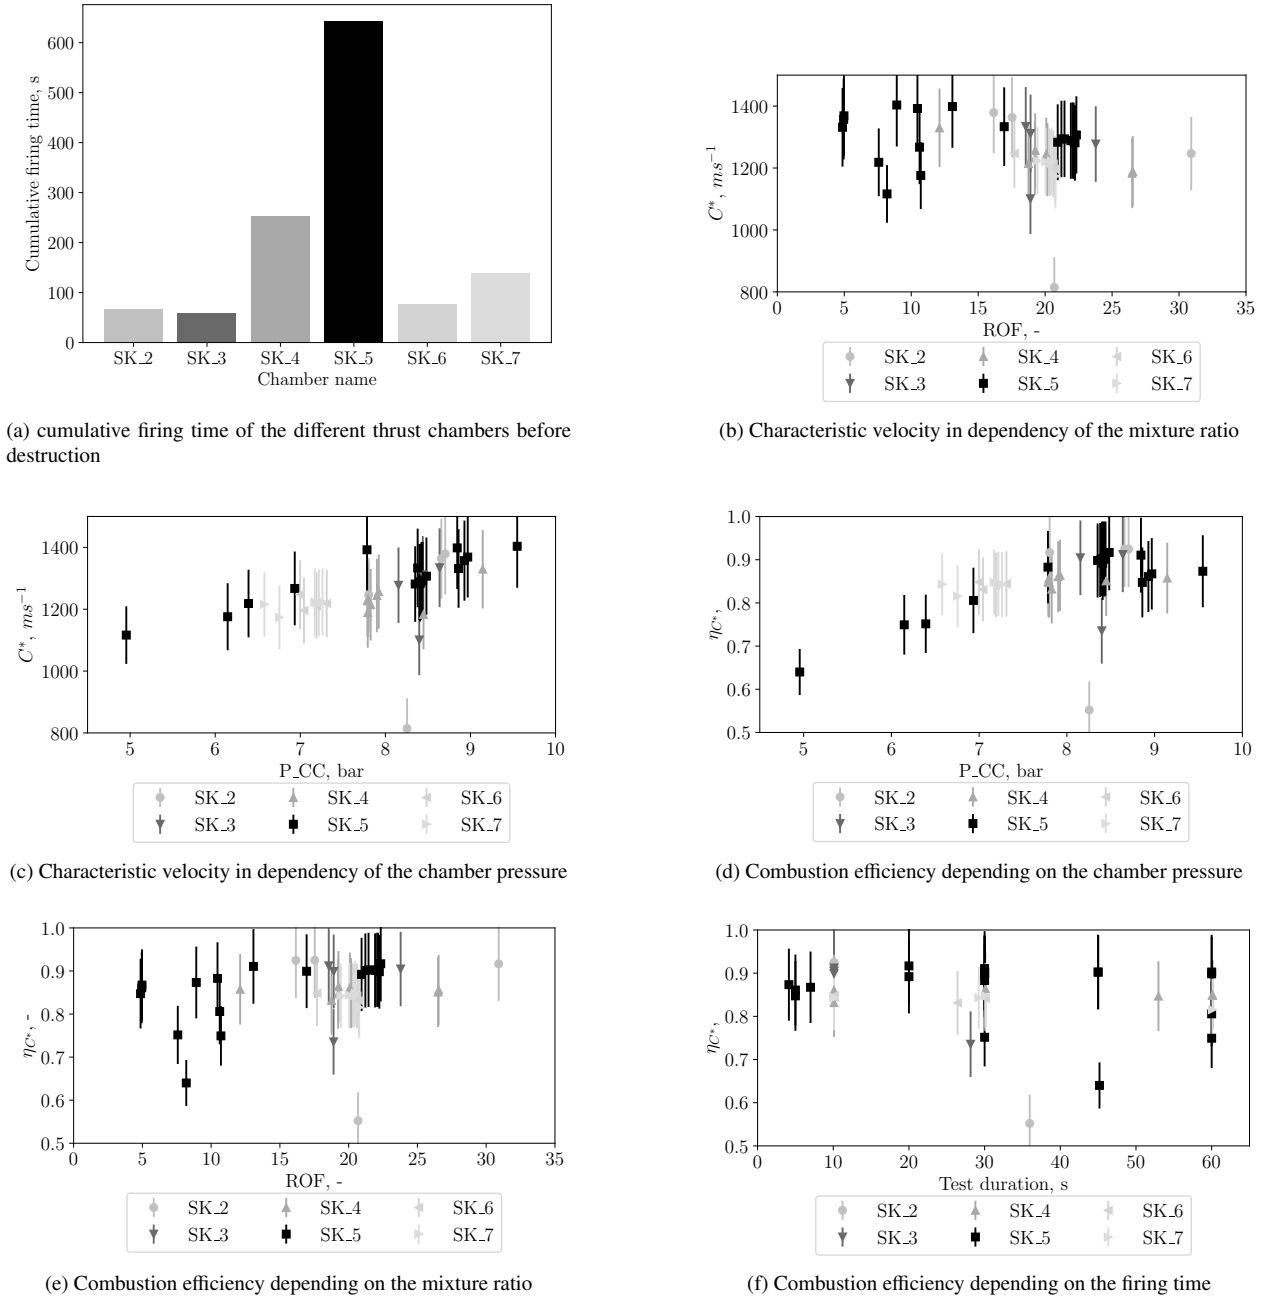 600
500
400
300
200
100
0
Cumulative firing time, s
SK_2 SK_3 SK_4 SK_5 SK_6 SK_7
Chamber name
(a) cumulative firing time of the different thrust chambers before
destruction
1400
1200
1000
800
C*, ms⁻¹
0 5 10 15 20 25 30 35
ROF, -
SK_2 SK_4 SK_6
SK_3 SK_5 SK_7
(b) Characteristic velocity in dependency of the mixture ratio
1400
1200
1000
800
C*, ms⁻¹
5 6 7 8 9 10
P_CC, bar
SK_2 SK_4 SK_6
SK_3 SK_5 SK_7
(c) Characteristic velocity in dependency of the chamber pressure
1.0
0.9
0.8
0.7
0.6
0.5
ηC*,
5 6 7 8 9 10
P_CC, bar
SK_2 SK_4 SK_6
SK_3 SK_5 SK_7
(d) Combustion efficiency depending on the chamber pressure
1.0
0.9
0.8
0.7
0.6
0.5
ηC*, -
0 5 10 15 20 25 30 35
ROF, -
SK_2 SK_4 SK_6
SK_3 SK_5 SK_7
(e) Combustion efficiency depending on the mixture ratio
1.0
0.9
0.8
0.7
0.6
0.5
ηC*,
0 10 20 30 40 50 60
Test duration, s
SK_2 SK_4 SK_6
SK_3 SK_5 SK_7
(f) Combustion efficiency depending on the firing time